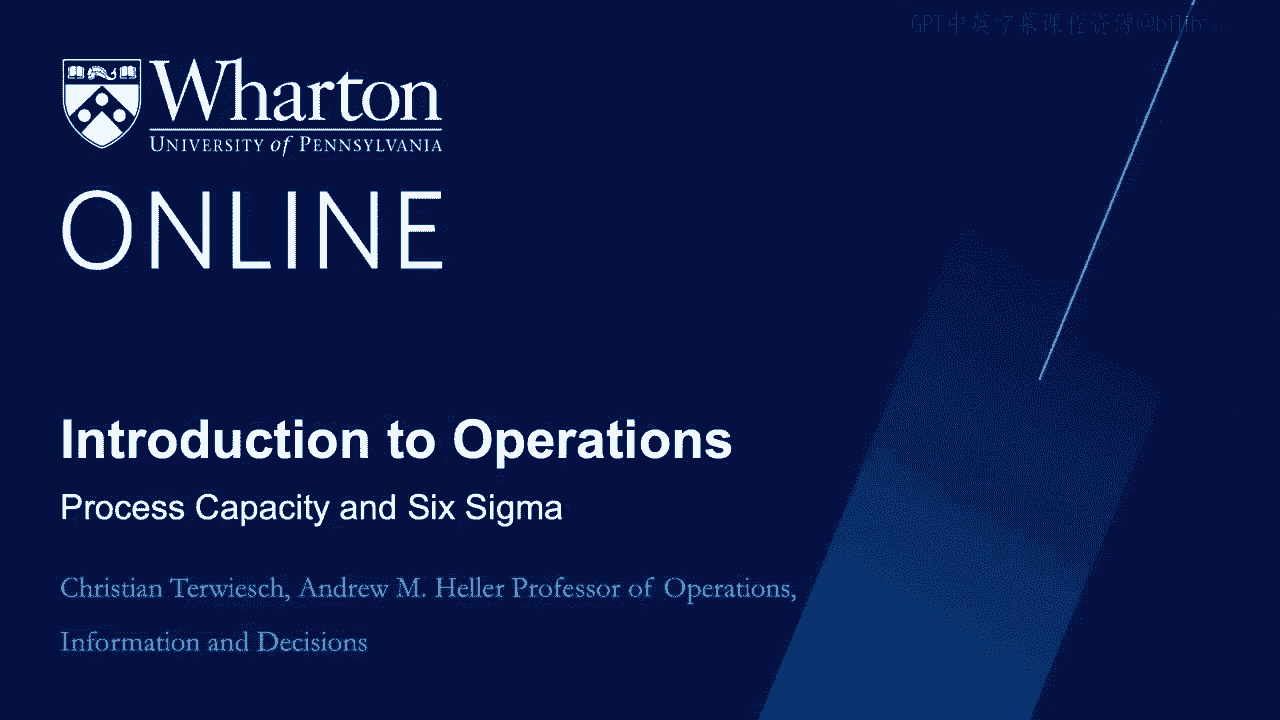 GPT中英字幕课程资源@bilibili
Wharton
UNIVERSITY of PENNSYLVANIA
ONLINE
Introduction to Operations
Process Capacity and Six Sigma
Christian Terwiesch, Andrew M. Heller Professor of Operations,
Information and Decisions